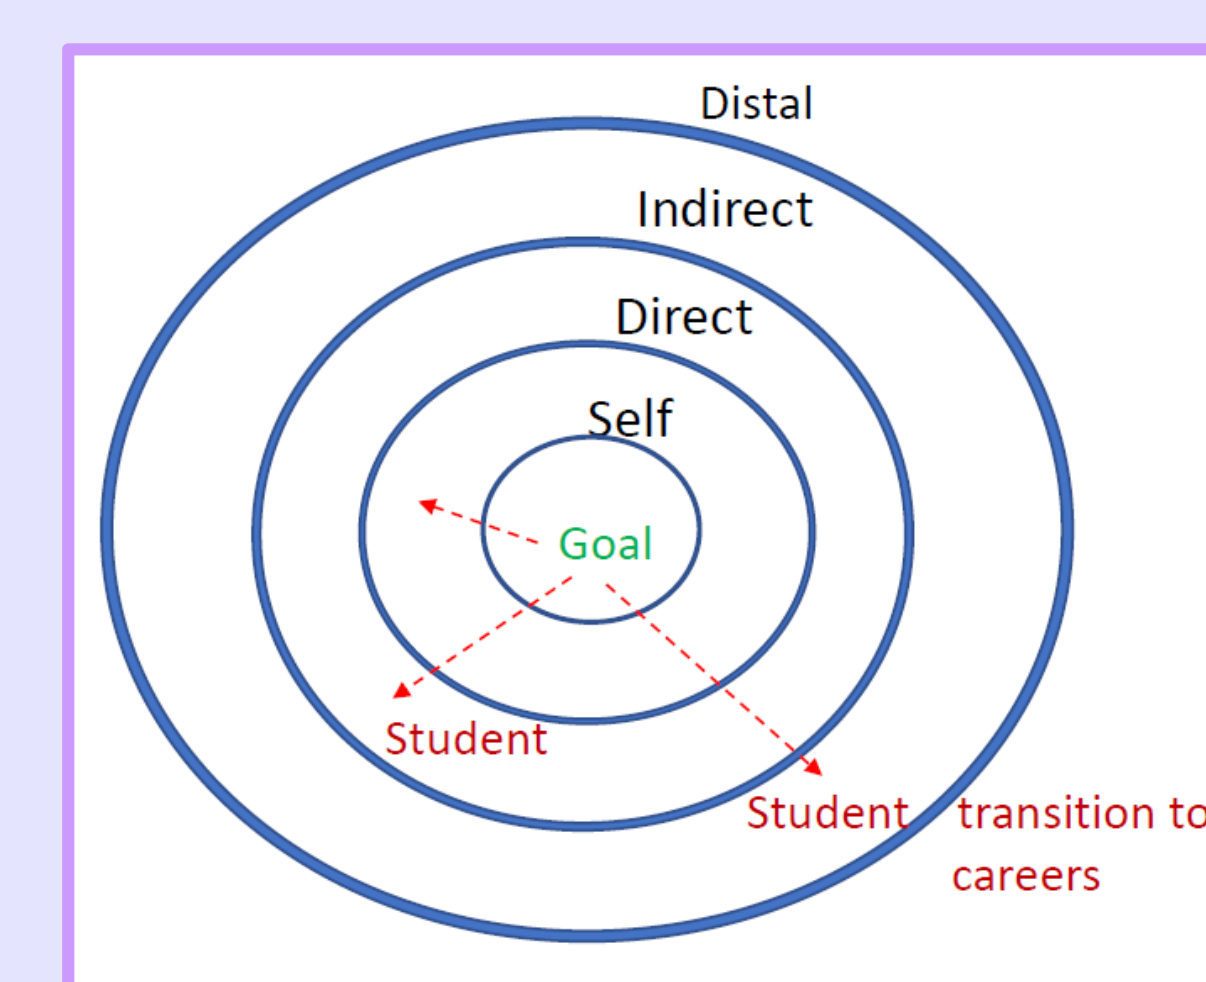 Distal
Indirect
Direct
Self
Goal
Student
Student transition to
careers